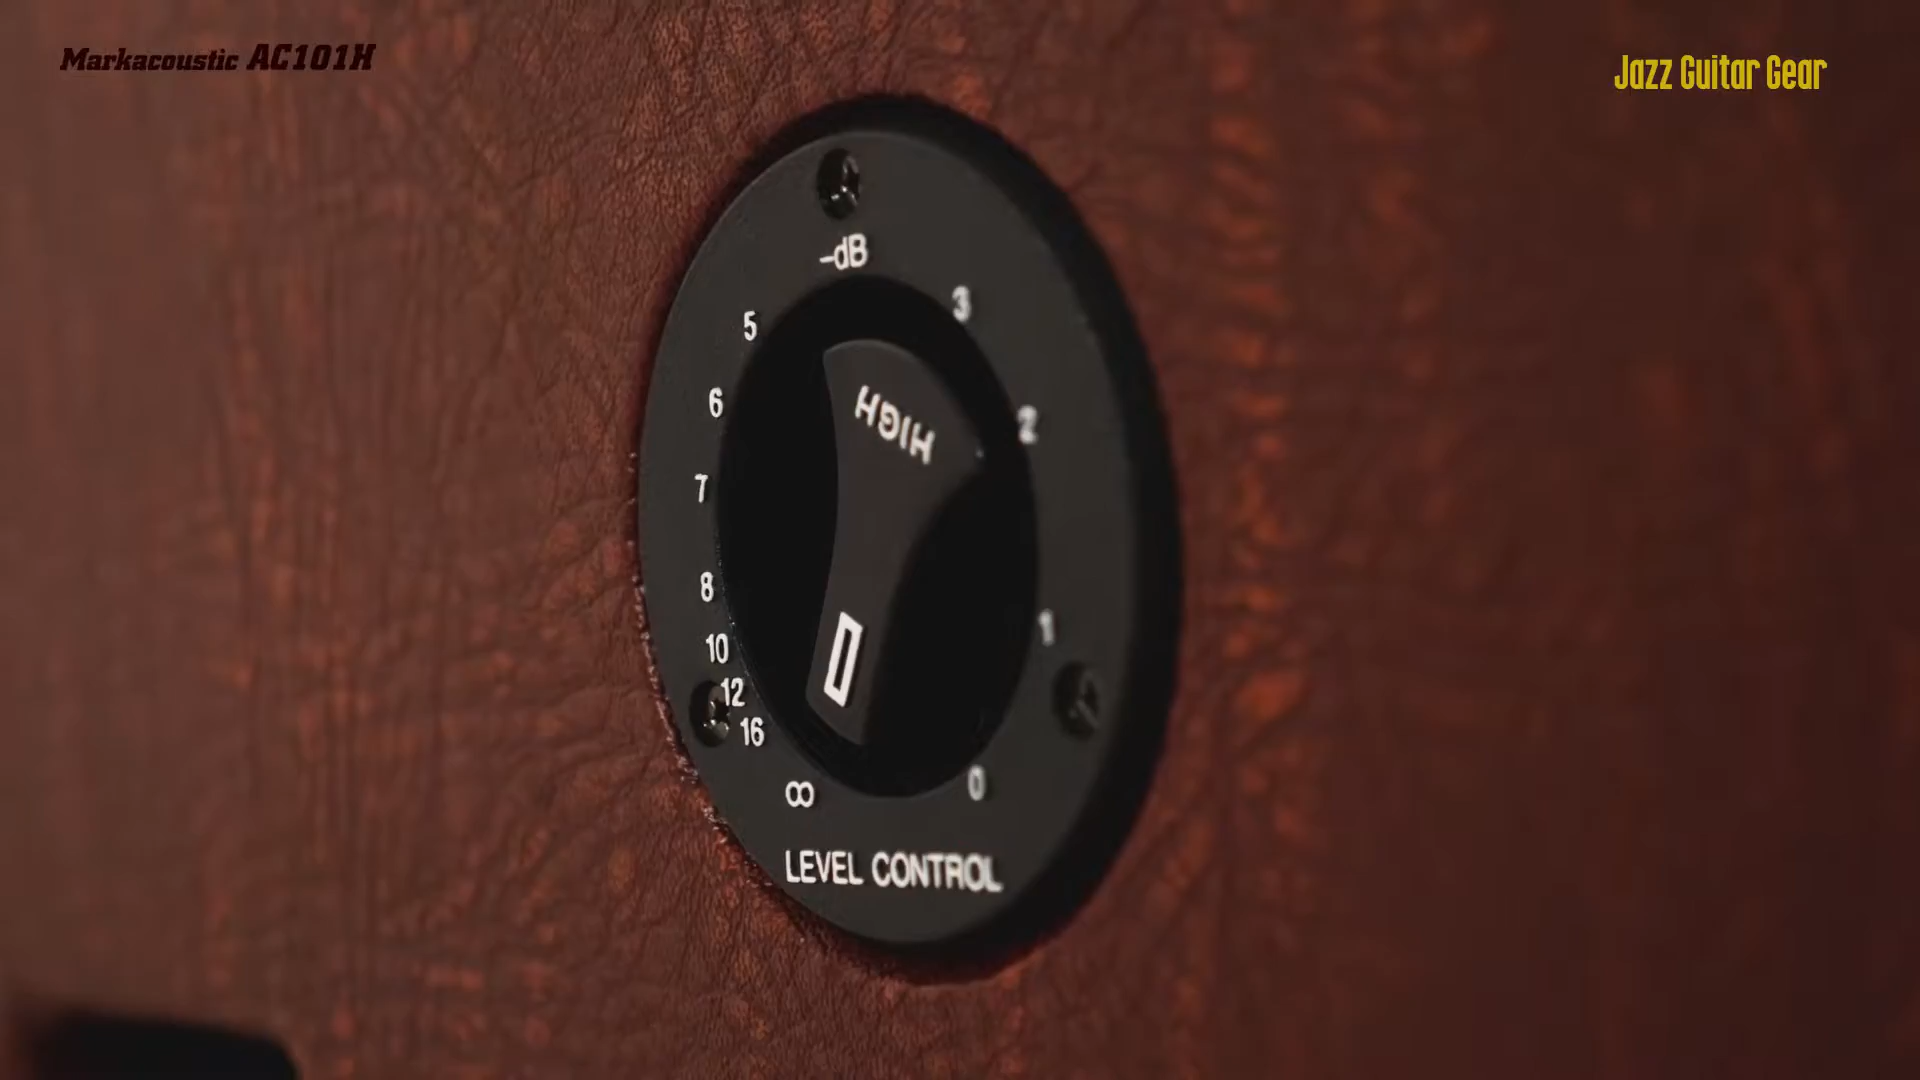 Markacoustic AC101H
Jazz Guitar Gear
-dB
5
3
6
2
HIGH
7
8
1
10
12
16
∞
0
LEVEL CONTROL